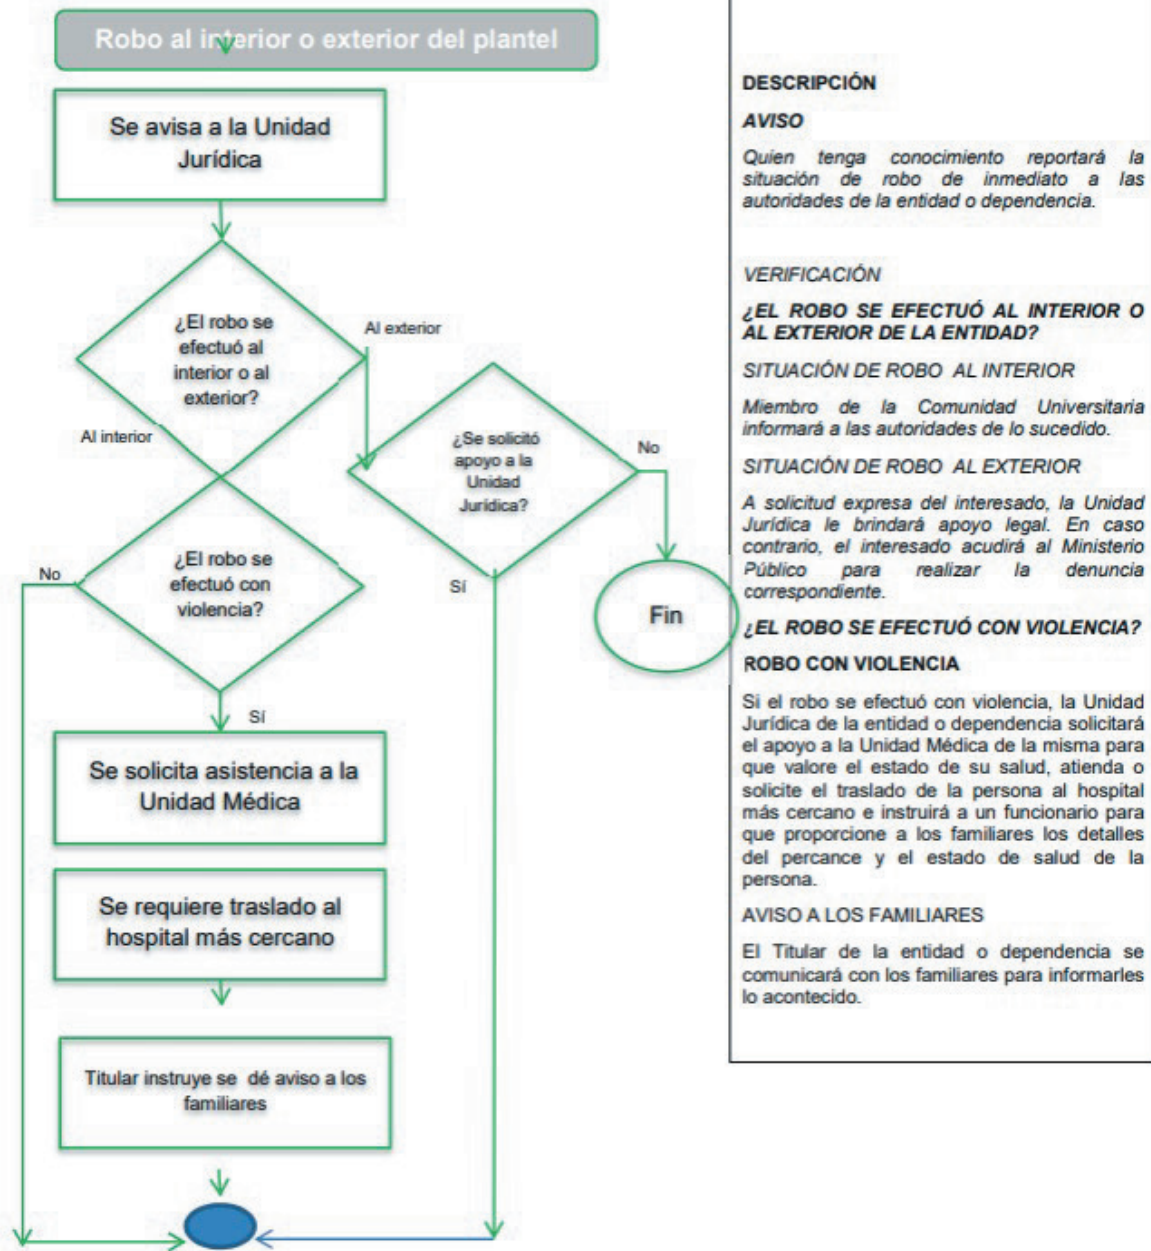 Robo al interior o exterior del plantel
Se avisa a la Unidad
Jurídica
¿El robo se
efectuó al
interior o al
exterior?
Al exterior
Al interior
¿Se solicitó
apoyo a la
Unidad
Jurídica?
No
Sí
Fin
¿El robo se
efectuó con
violencia?
No
Sí
Se solicita asistencia a la
Unidad Médica
Se requiere traslado al
hospital más cercano
Titular instruye se dé aviso a los
familiares
DESCRIPCIÓN
AVISO
Quien tenga conocimiento reportará la
situación de robo de inmediato a las
autoridades de la entidad o dependencia.
VERIFICACIÓN
¿EL ROBO SE EFECTUÓ AL INTERIOR O
AL EXTERIOR DE LA ENTIDAD?
SITUACIÓN DE ROBO AL INTERIOR
Miembro de la Comunidad Universitaria
informará a las autoridades de lo sucedido.
SITUACIÓN DE ROBO AL EXTERIOR
A solicitud expresa del interesado, la Unidad
Jurídica le brindará apoyo legal. En caso
contrario, el interesado acudirá al Ministerio
Público para realizar la denuncia
correspondiente.
¿EL ROBO SE EFECTUÓ CON VIOLENCIA?
ROBO CON VIOLENCIA
Si el robo se efectuó con violencia, la Unidad
Jurídica de la entidad o dependencia solicitará
el apoyo a la Unidad Médica de la misma para
que valore el estado de su salud, atienda o
solicite el traslado de la persona al hospital
más cercano e instruirá a un funcionario para
que proporcione a los familiares los detalles
del percance y el estado de salud de la
persona.
AVISO A LOS FAMILIARES
El Titular de la entidad o dependencia se
comunicará con los familiares para informarles
lo acontecido.